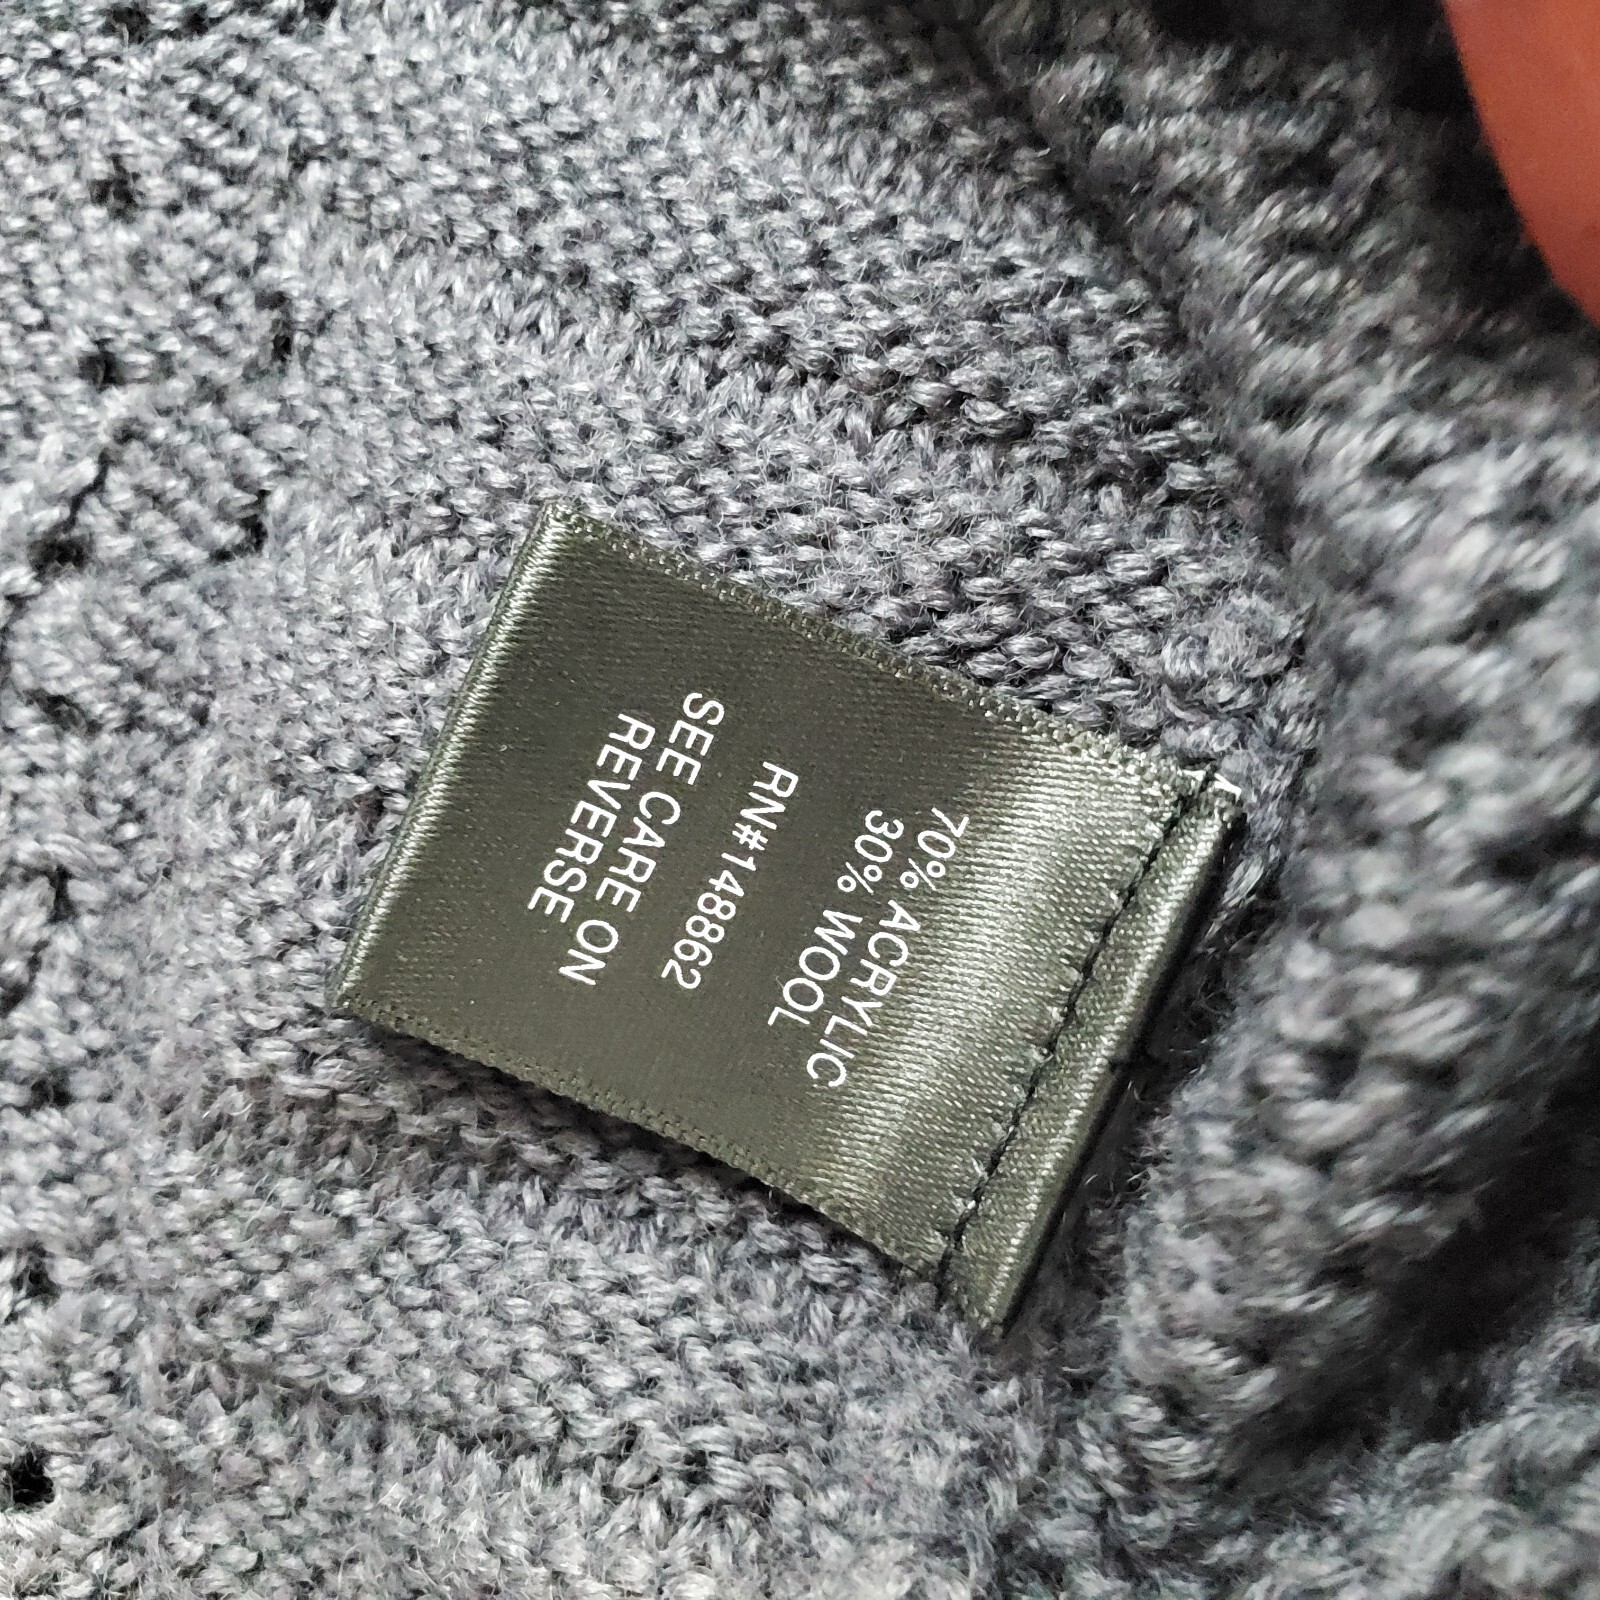 70% ACRYLIC
30% WOOL
RN#148862
SEE CARE ON
REVERSE